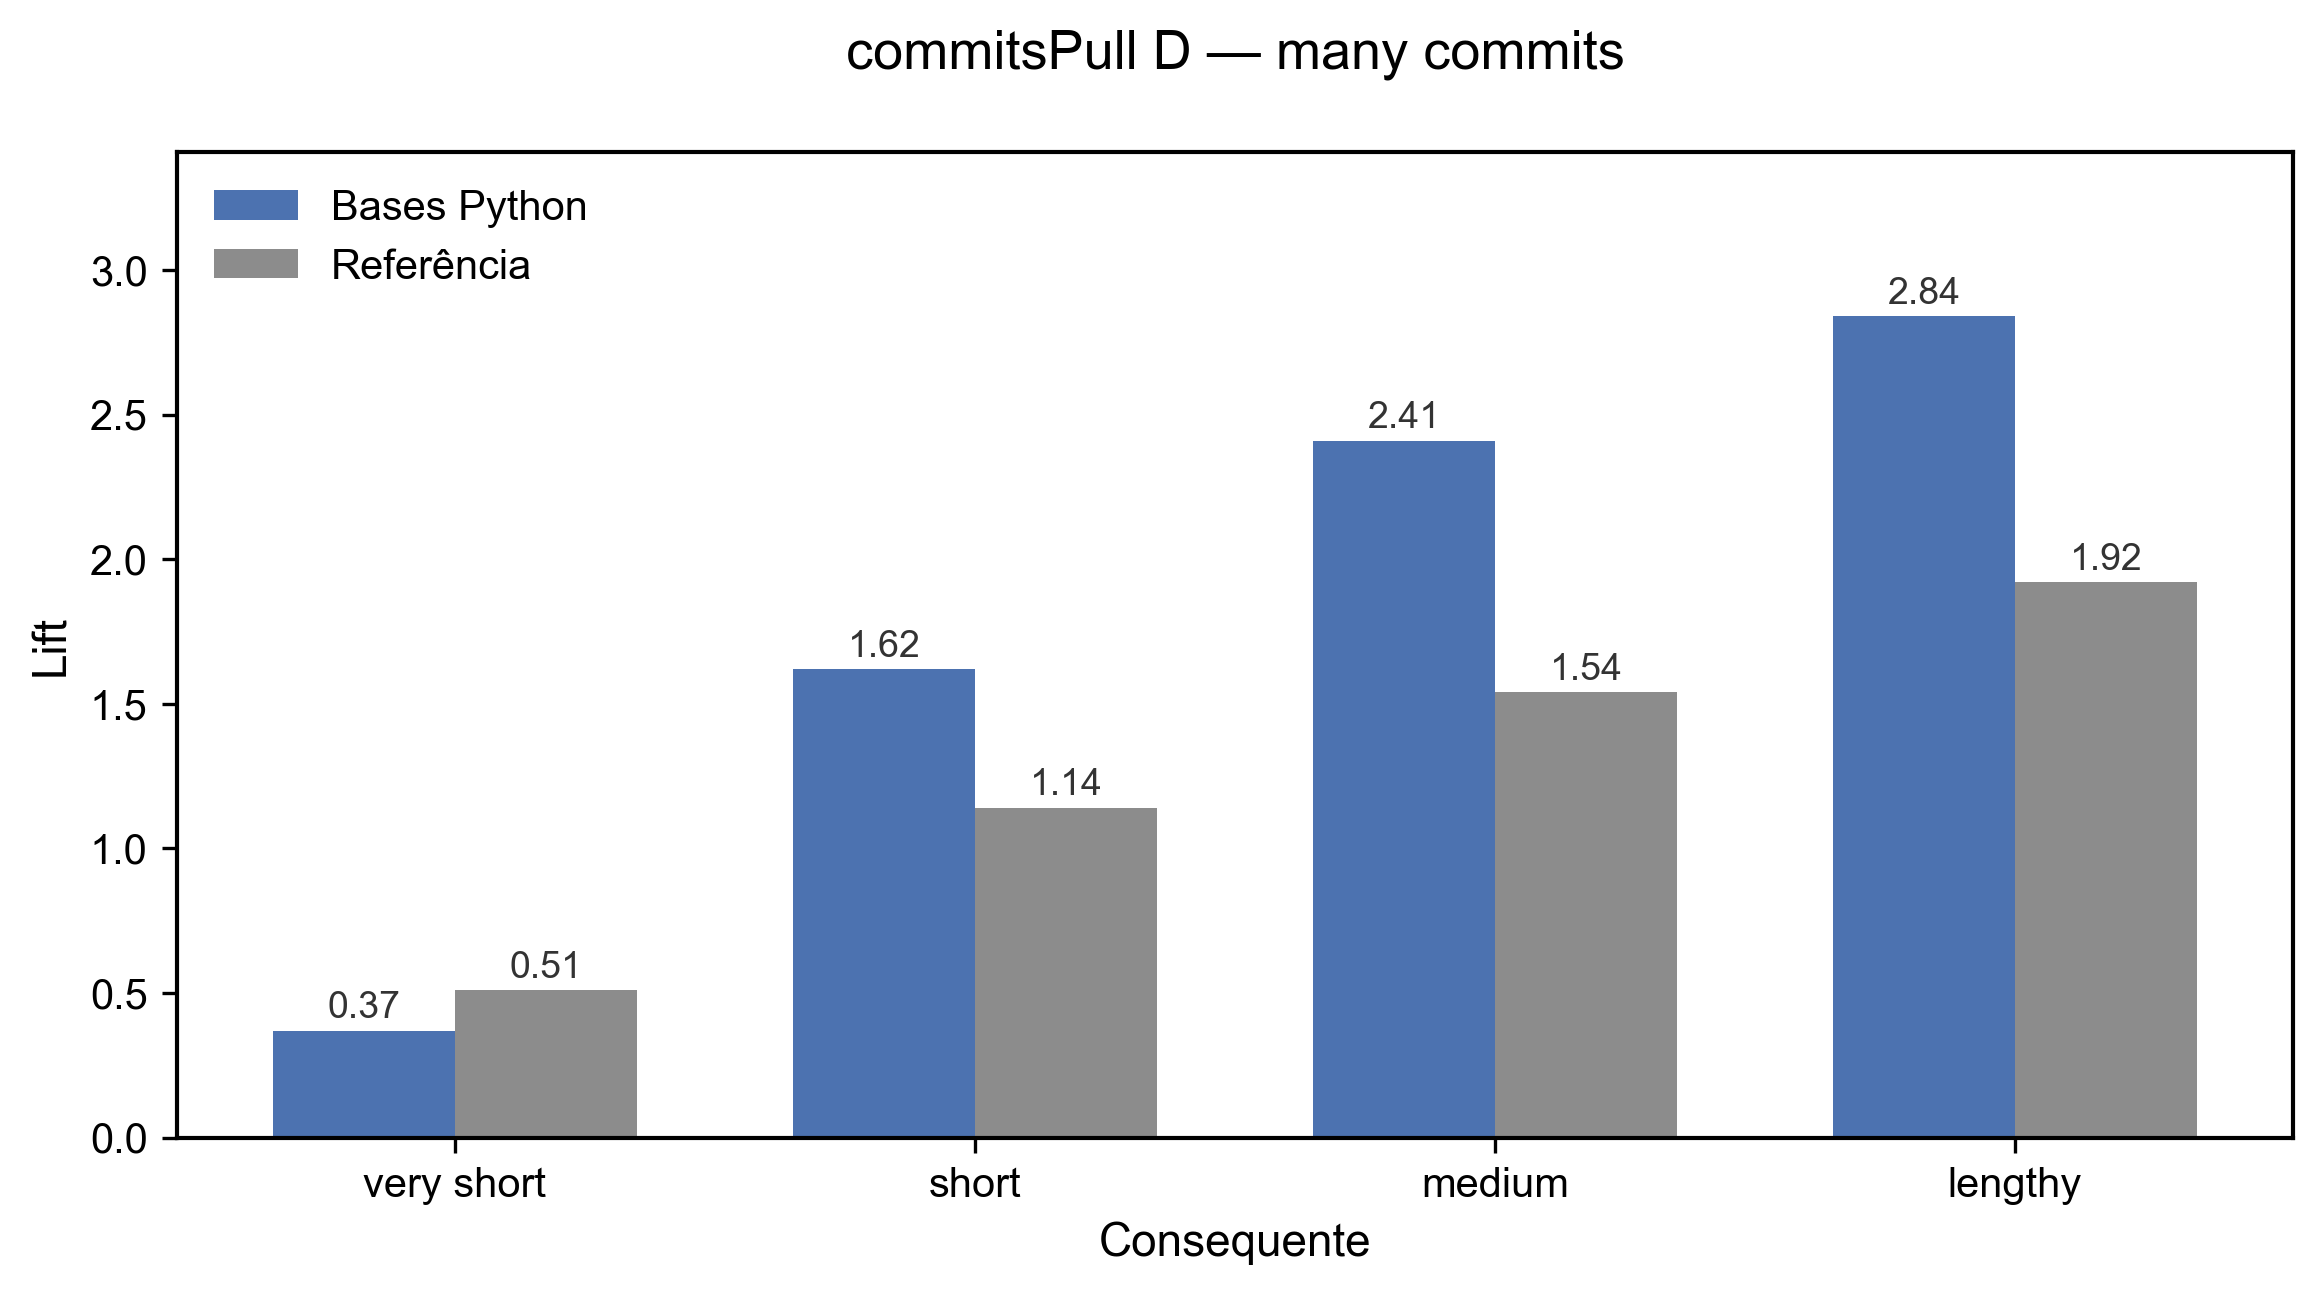 commitsPull D — many commits
Bases Python
Referência
3.0
2.5
2.0
1.5
1.0
0.5
0.0
Lift
0.37
0.51
1.62
1.14
2.41
1.54
2.84
1.92
very short
short
medium
lengthy
Consequente